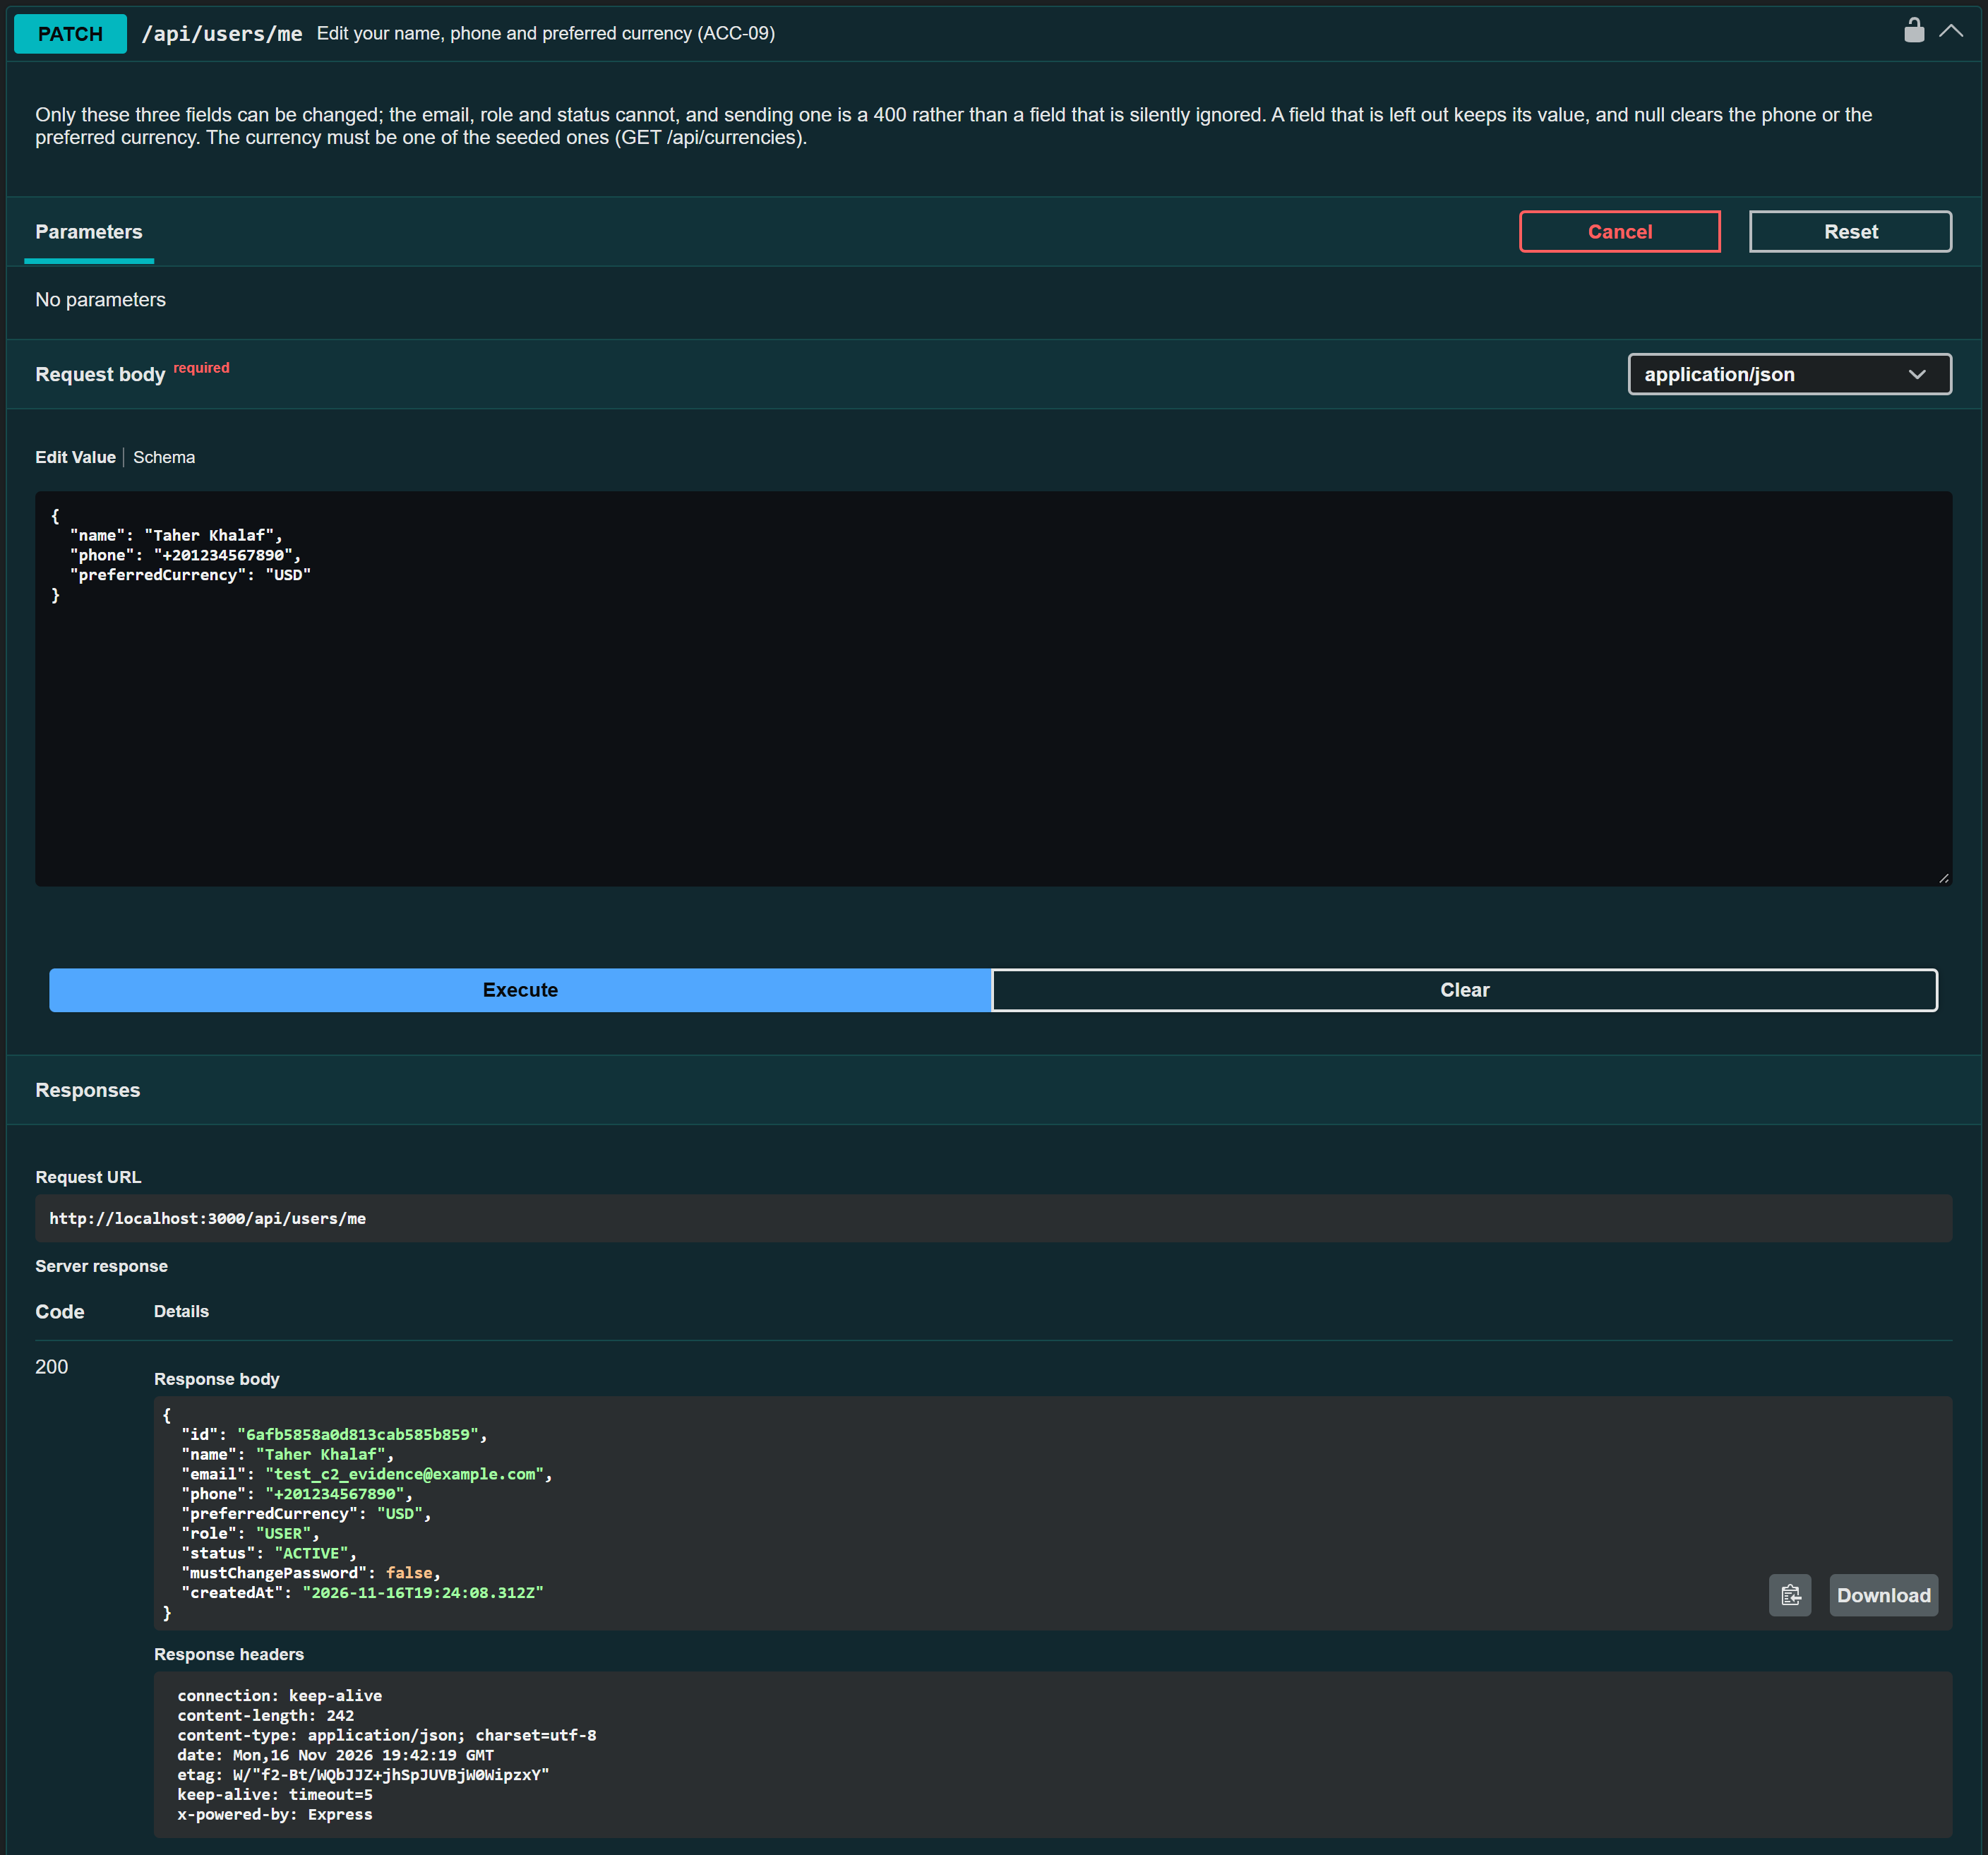 PATCH /api/users/me Edit your name, phone and preferred currency (ACC-09)
Only these three fields can be changed; the email, role and status cannot, and sending one is a 400 rather than a field that is silently ignored. A field that is left out keeps its value, and null clears the phone or the
preferred currency. The currency must be one of the seeded ones (GET /api/currencies).
Parameters
Cancel
Reset
No parameters
Request body required
application/json
Edit Value | Schema
{
  "name": "Taher Khalaf",
  "phone": "+201234567890",
  "preferredCurrency": "USD"
}
Execute
Clear
Responses
Request URL
http://localhost:3000/api/users/me
Server response
Code Details
200
Response body
{
  "id": "6afb5858a0d813cab585b859",
  "name": "Taher Khalaf",
  "email": "test_c2_evidence@example.com",
  "phone": "+201234567890",
  "preferredCurrency": "USD",
  "role": "USER",
  "status": "ACTIVE",
  "mustChangePassword": false,
  "createdAt": "2026-11-16T19:24:08.312Z"
}
Download
Response headers
connection: keep-alive
content-length: 242
content-type: application/json; charset=utf-8
date: Mon,16 Nov 2026 19:42:19 GMT
etag: W/"f2-Bt/WQbJJZ+jhSpJUVBjW0WipzxY"
keep-alive: timeout=5
x-powered-by: Express